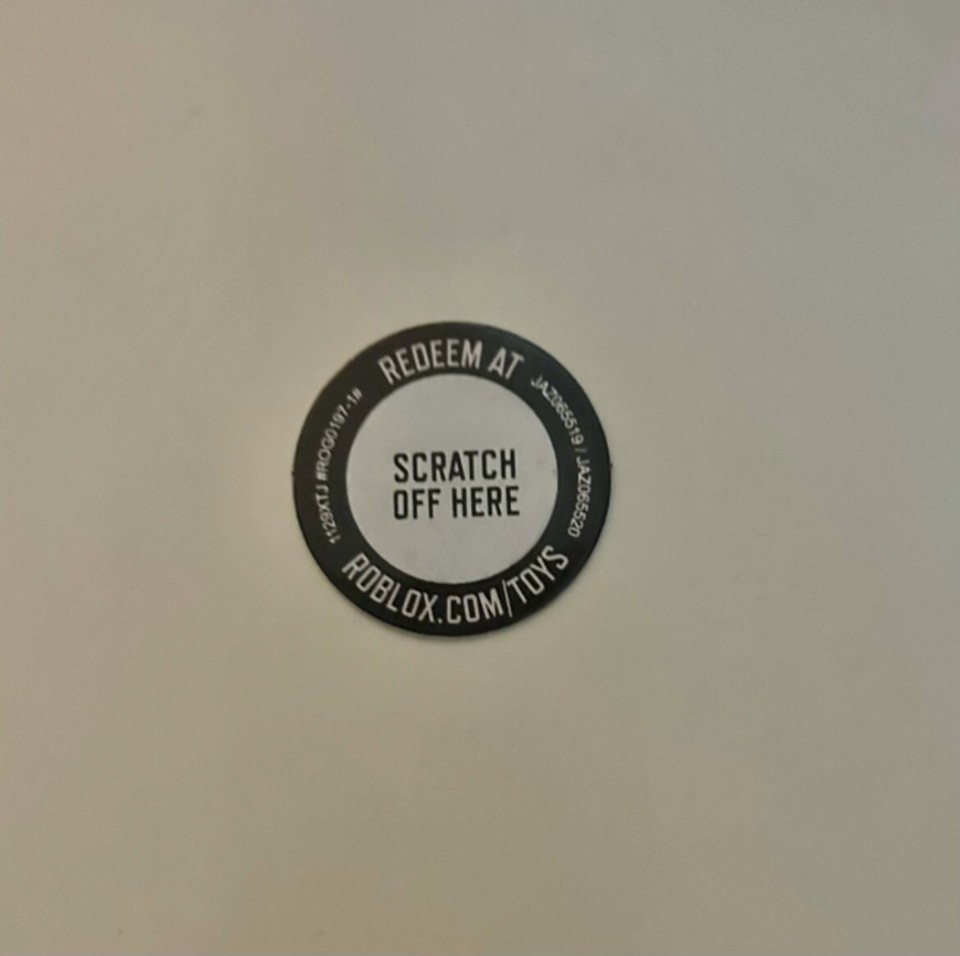 REDEEM AT
JAZ065519 / JAZ065520
1129XTJ #ROG0197-1#
SCRATCH
OFF HERE
ROBLOX.COM/TOYS